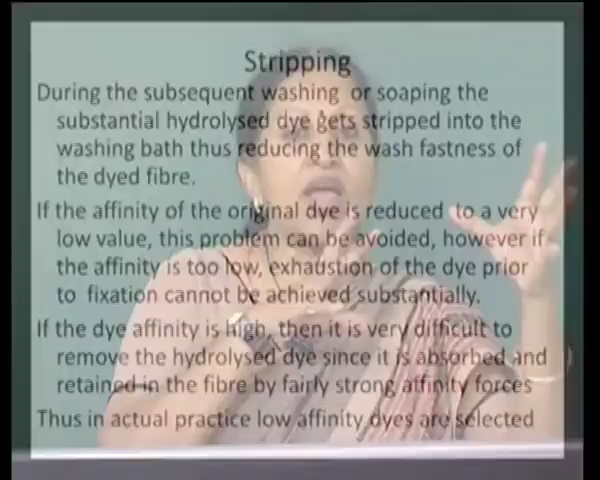 Stripping
During the subsequent washing or soaping the
substantial hydrolysed dye gets stripped into the
washing bath thus reducing the wash fastness of
the dyed fibre.
If the affinity of the original dye is reduced to a very
low value, this problem can be avoided, however if
the affinity is too low, exhaustion of the dye prior
to fixation cannot be achieved substantially.
If the dye affinity is high, then it is very difficult to
remove the hydrolysed dye since it is absorbed and
retained in the fibre by fairly strong affinity forces
Thus in actual practice low affinity dyes are selected